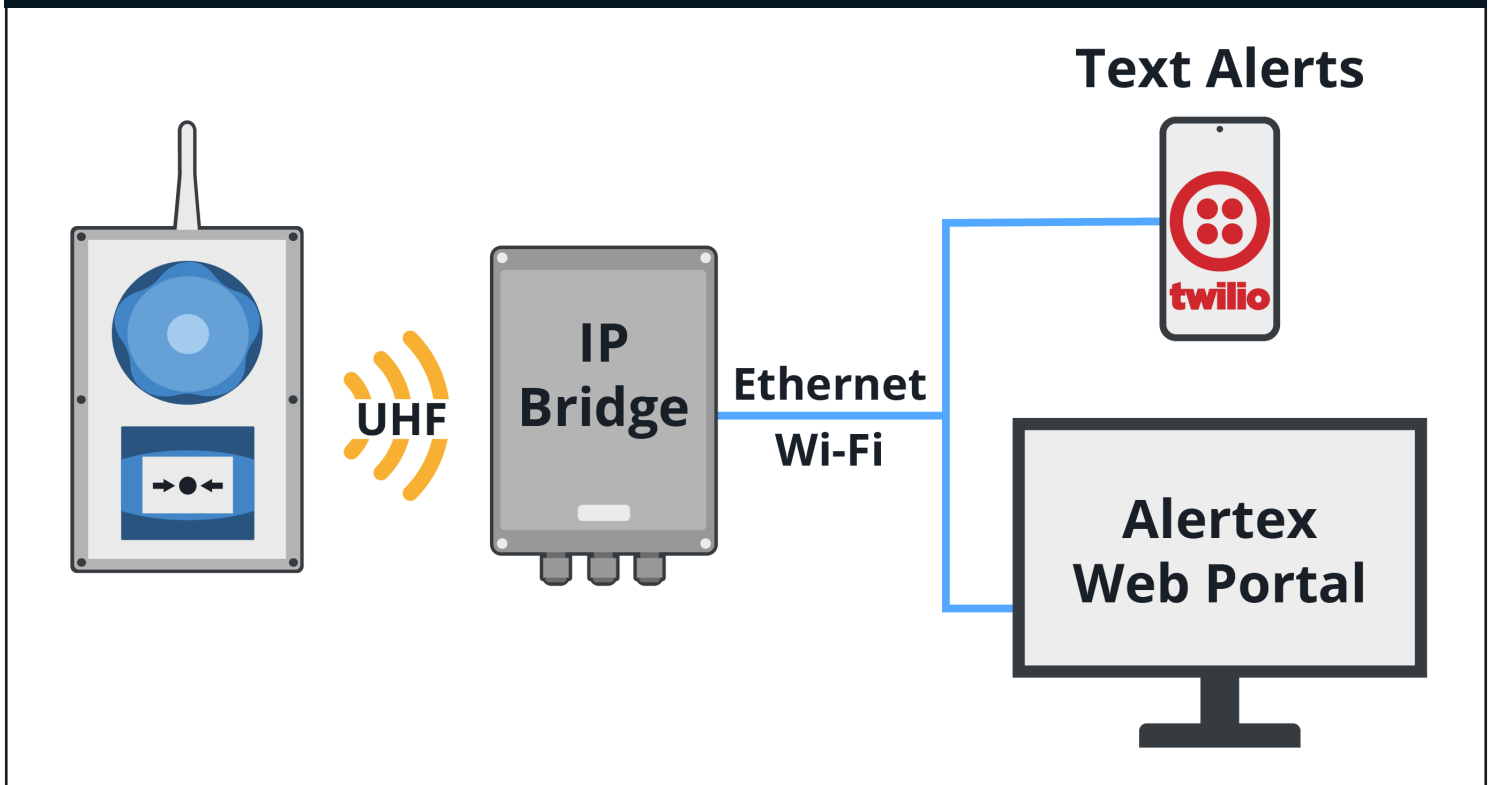 Text Alerts
twilio
UHF
IP
Bridge
Ethernet
Wi-Fi
Alertex
Web Portal